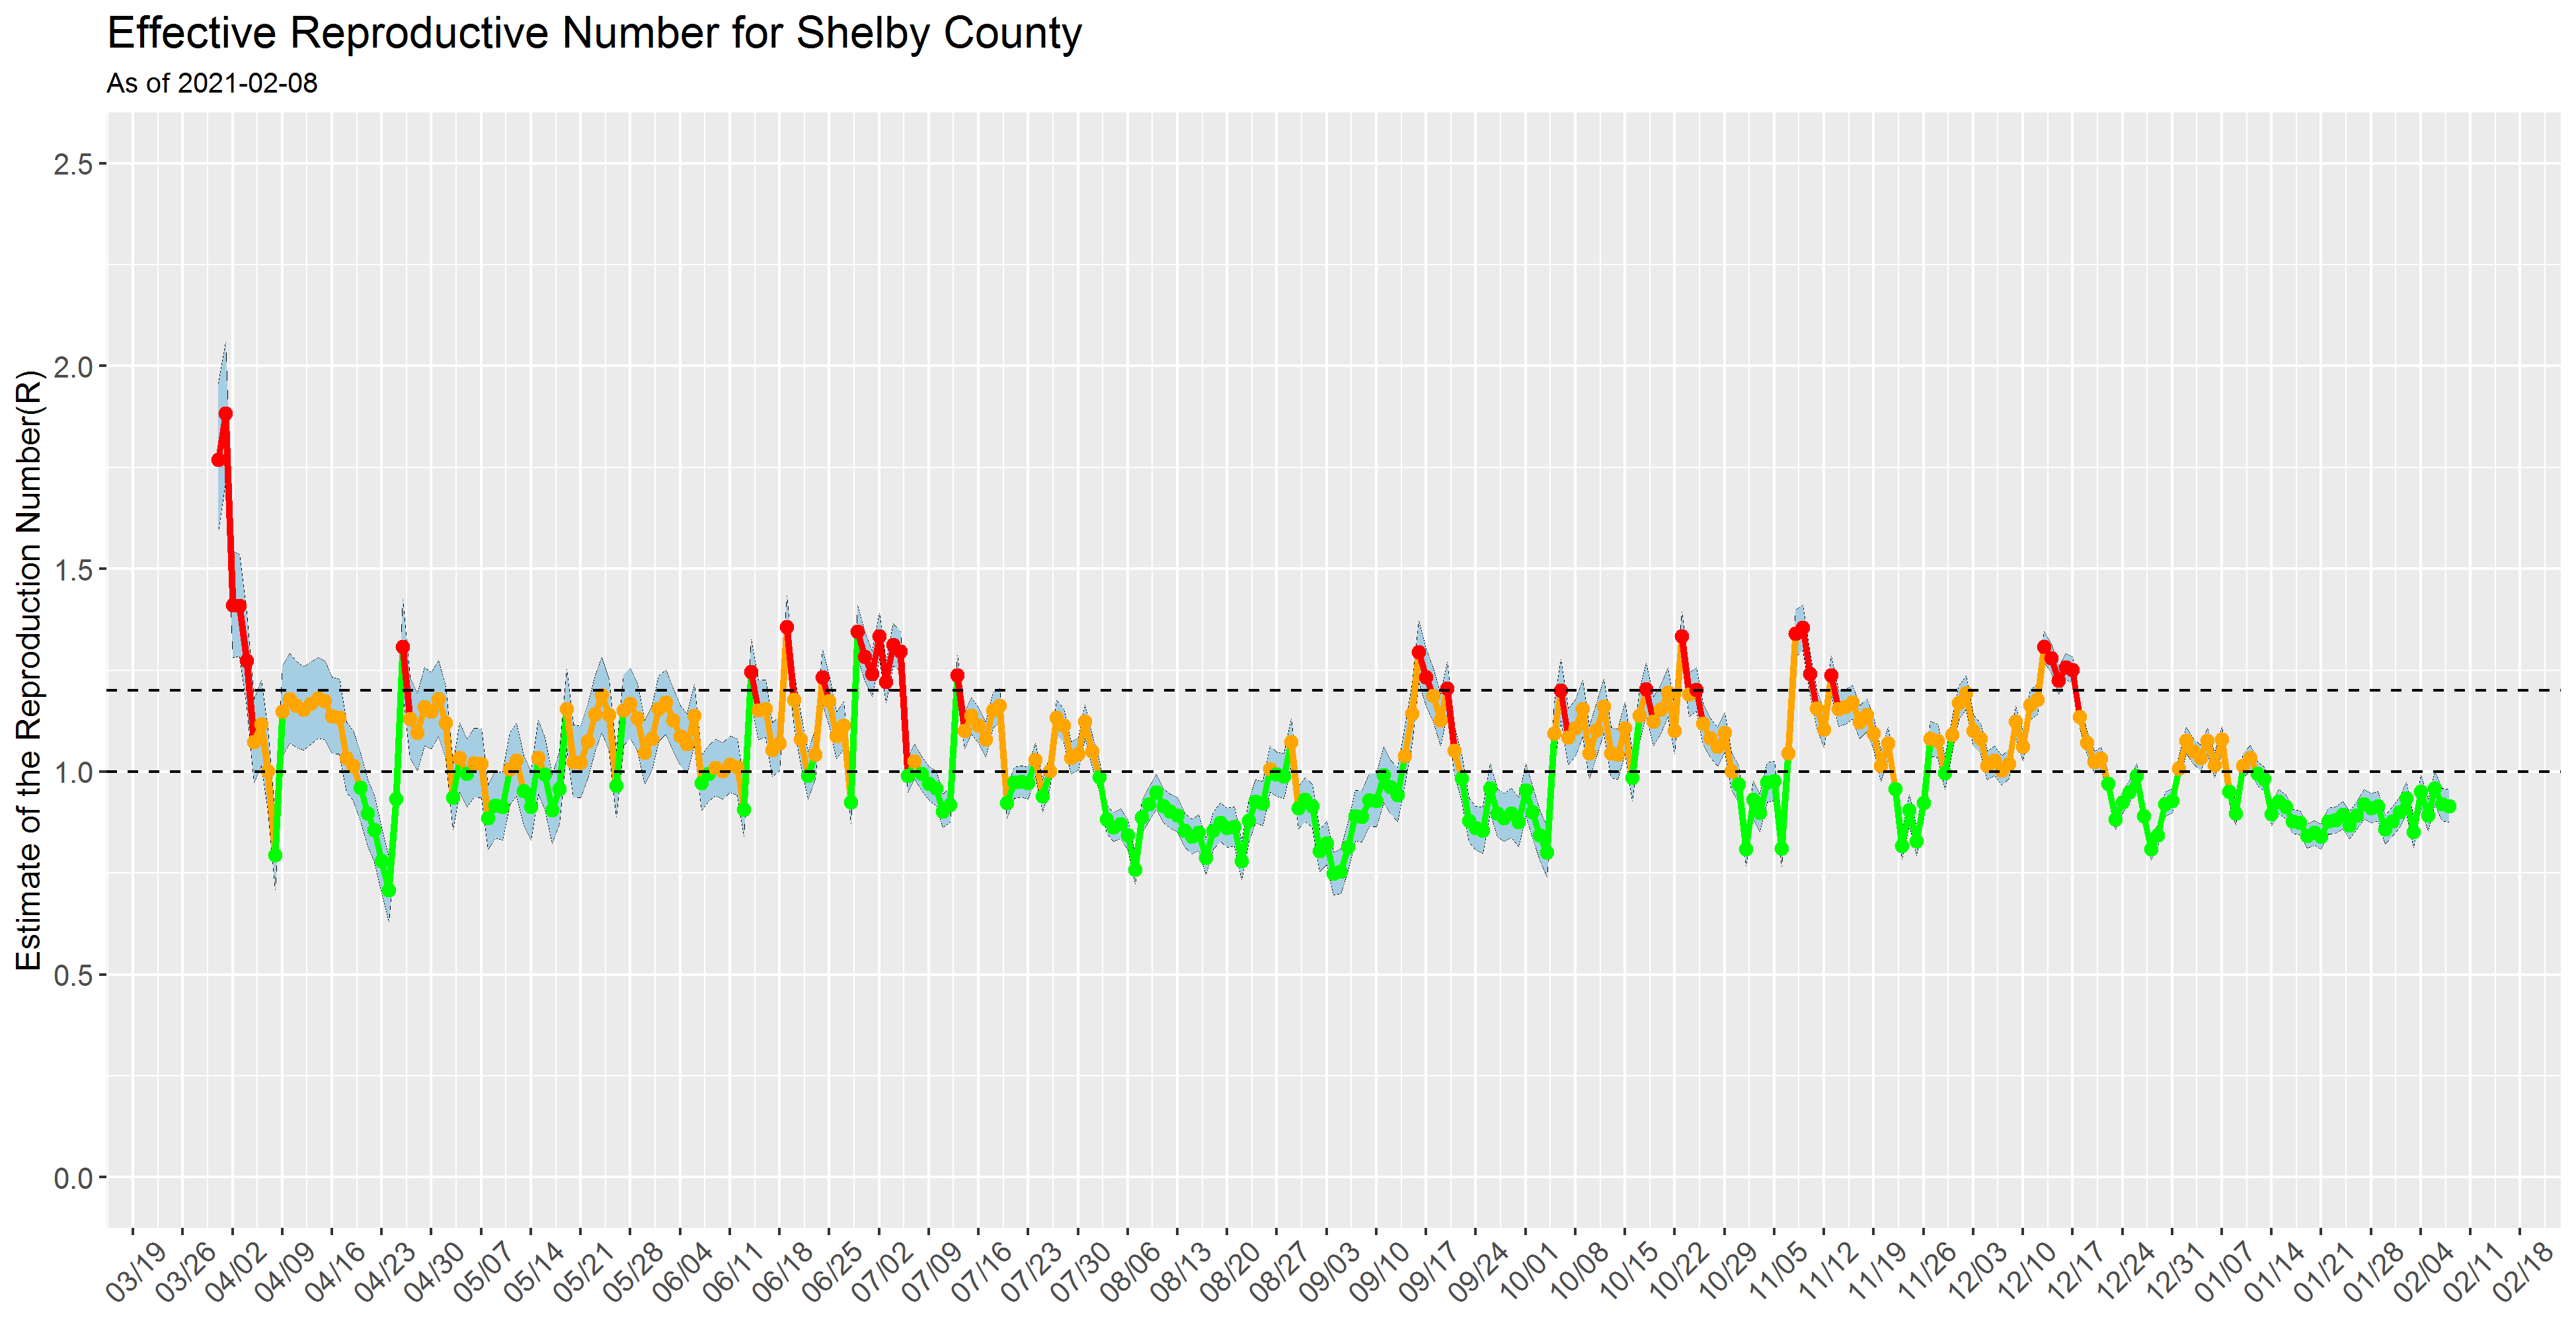 Effective Reproductive Number for Shelby County
As of 2021-02-08
Estimate of the Reproduction Number(R)
2.5
2.0
1.5
1.0
0.5
0.0
03/19 03/26 04/02 04/09 04/16 04/23 04/30 05/07 05/14 05/21 05/28 06/04 06/11 06/18 06/25 07/02 07/09 07/16 07/23 07/30 08/06 08/13 08/20 08/27 09/03 09/10 09/17 09/24 10/01 10/08 10/15 10/22 10/29 11/05 11/12 11/19 11/26 12/03 12/10 12/17 12/24 12/31 01/07 01/14 01/21 01/28 02/04 02/11 02/18